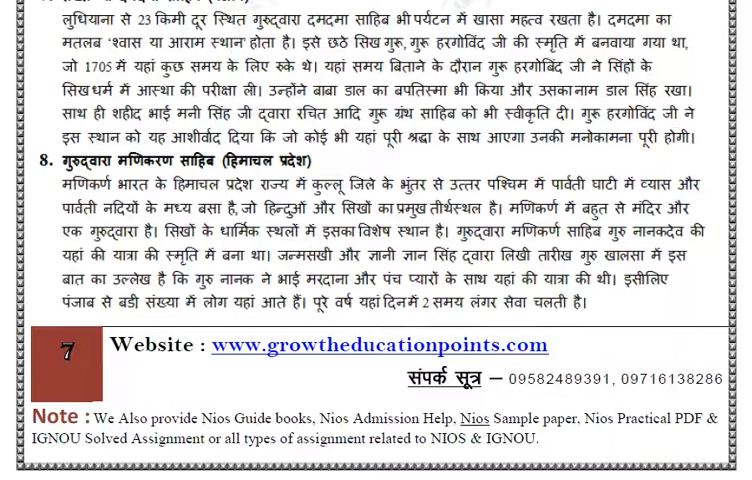 लुधियाना से 23 किमी दूर स्थित गुरुद्वारा दमदमा साहिब भी पर्यटन में खासा महत्व रखता है। दमदमा का
मतलब 'श्वास या आराम स्थान होता है। इसे छठे सिख गुरू, गुरू हरगोविंद जी की स्मृति में बनवाया गया था,
जो 1705 में यहां कुछ समय के लिए रुके थे। यहां समय बिताने के दौरान गुरू हरगोबिंद जी ने सिंहों के
सिखधर्म में आस्था की परीक्षा ली। उन्होंने बाबा डाल का बपतिस्मा भी किया और उसका नाम डाल सिंह रखा।
साथ ही शहीद भाई मनी सिंह जी द्वारा रचित आदि गुरू ग्रंथ साहिब को भी स्वीकृति दी। गुरू हरगोविंद जी ने
इस स्थान को यह आशीर्वाद दिया कि जो कोई भी यहां पूरी श्रद्धा के साथ आएगा उनकी मनोकामना पूरी होगी।
8. गुरुद्वारा मणिकरण साहिब (हिमाचल प्रदेश)
मणिकर्ण भारत के हिमाचल प्रदेश राज्य में कुल्लू जिले के भुंतर से उत्तर पश्चिम में पार्वती घाटी में व्यास और
पार्वती नदियों के मध्य बसा है, जो हिन्दुओं और सिखों का प्रमुख तीर्थस्थल है। मणिकर्ण में बहुत से मंदिर और
एक गुरुद्वारा है। सिखों के धार्मिक स्थलों में इसका विशेष स्थान है। गुरुद्वारा मणिकर्ण साहिब गुरु नानकदेव की
यहां की यात्रा की स्मृति में बना था। जन्मसखी और ज्ञानी ज्ञान सिंह द्वारा लिखी तारीख गुरु खालसा में इस
बात का उल्लेख है कि गुरु नानक ने भाई मरदाना और पंच प्यारों के साथ यहां की यात्रा की थी। इसीलिए
पंजाब से बडी संख्या में लोग यहां आते हैं। पूरे वर्ष यहां दिन में 2 समय लंगर सेवा चलती है।
7
Website : www.growtheducationpoints.com
संपर्क सूत्र – 09582489391, 09716138286
Note : We Also provide Nios Guide books, Nios Admission Help, Nios Sample paper, Nios Practical PDF &
IGNOU Solved Assignment or all types of assignment related to NIOS & IGNOU.